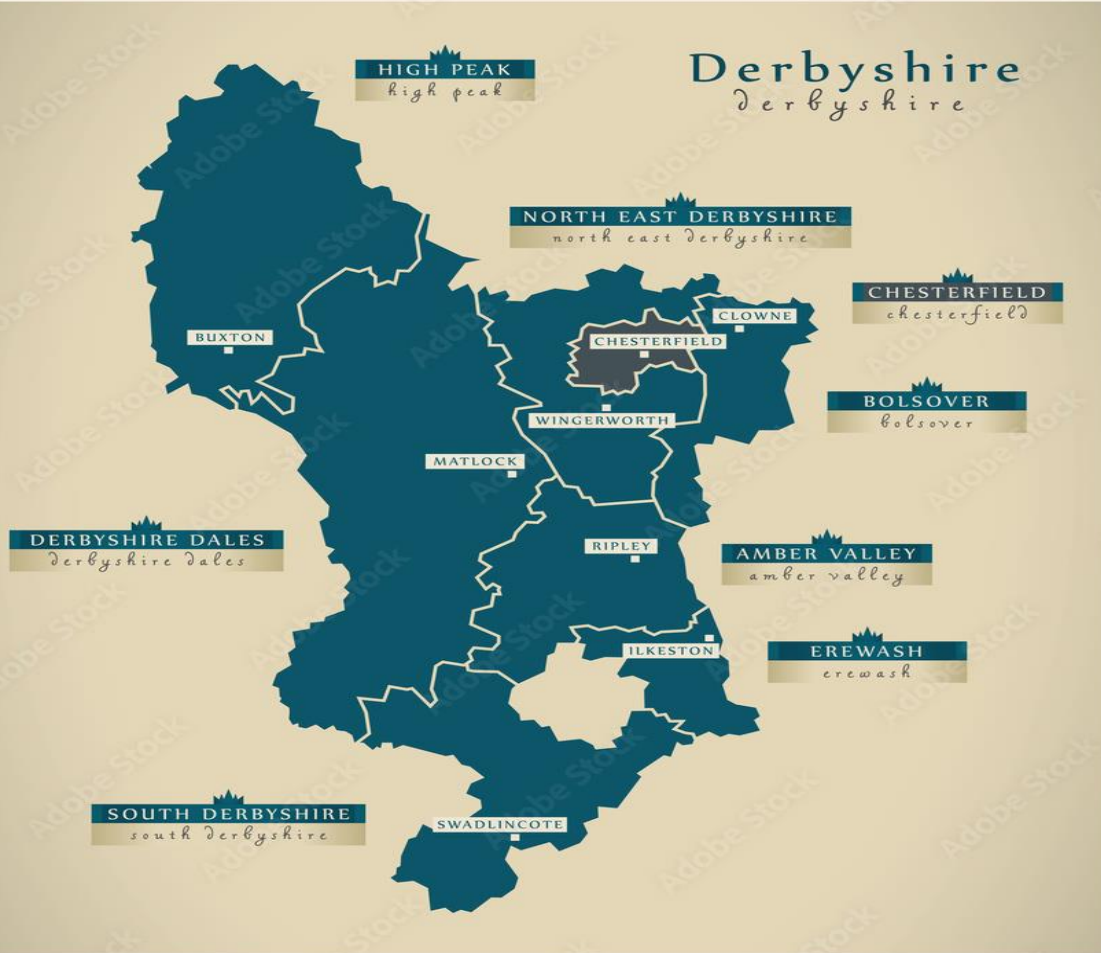 HIGH PEAK
high peak
Derbyshire
derbyshire
NORTH EAST DERBYSHIRE
north east derbyshire
CHESTERFIELD
chesterfield
CLOWNE
BUXTON
CHESTERFIELD
BOLSOVER
bolsover
WINGERWORTH
MATLOCK
DERBYSHIRE DALES
derbyshire dales
RIPLEY
AMBER VALLEY
amber valley
ILKESTON
EREWASH
erewash
SOUTH DERBYSHIRE
south derbyshire
SWADLINCOTE
Adobe Stock